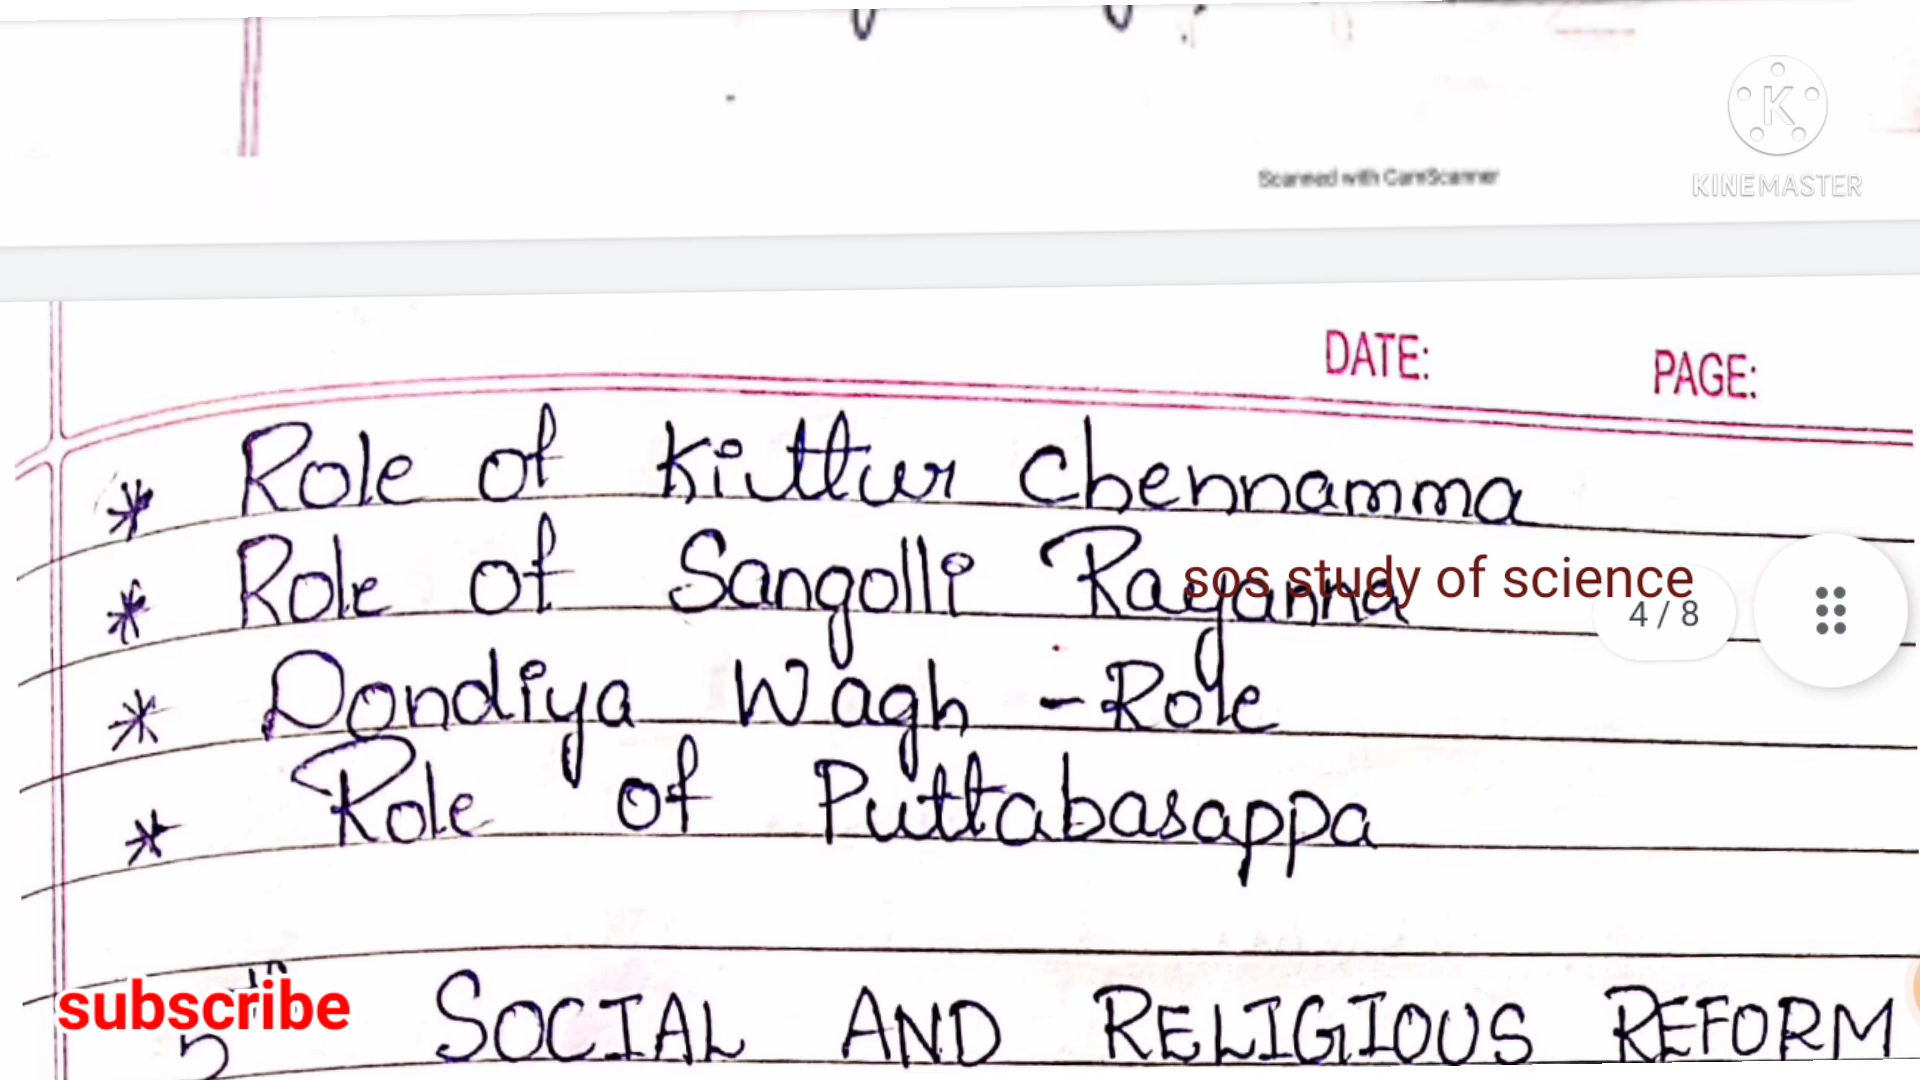 K
KINEMASTER
Scanned with CamScanner
DATE: PAGE:
* Role of Kittur Chennamma
* Role of Sangolli Rayanna
sos study of science
4 / 8
* Dondiya Wagh - Role
* Role of Puttabasappa
subscribe
SOCIAL AND RELIGIOUS REFORM